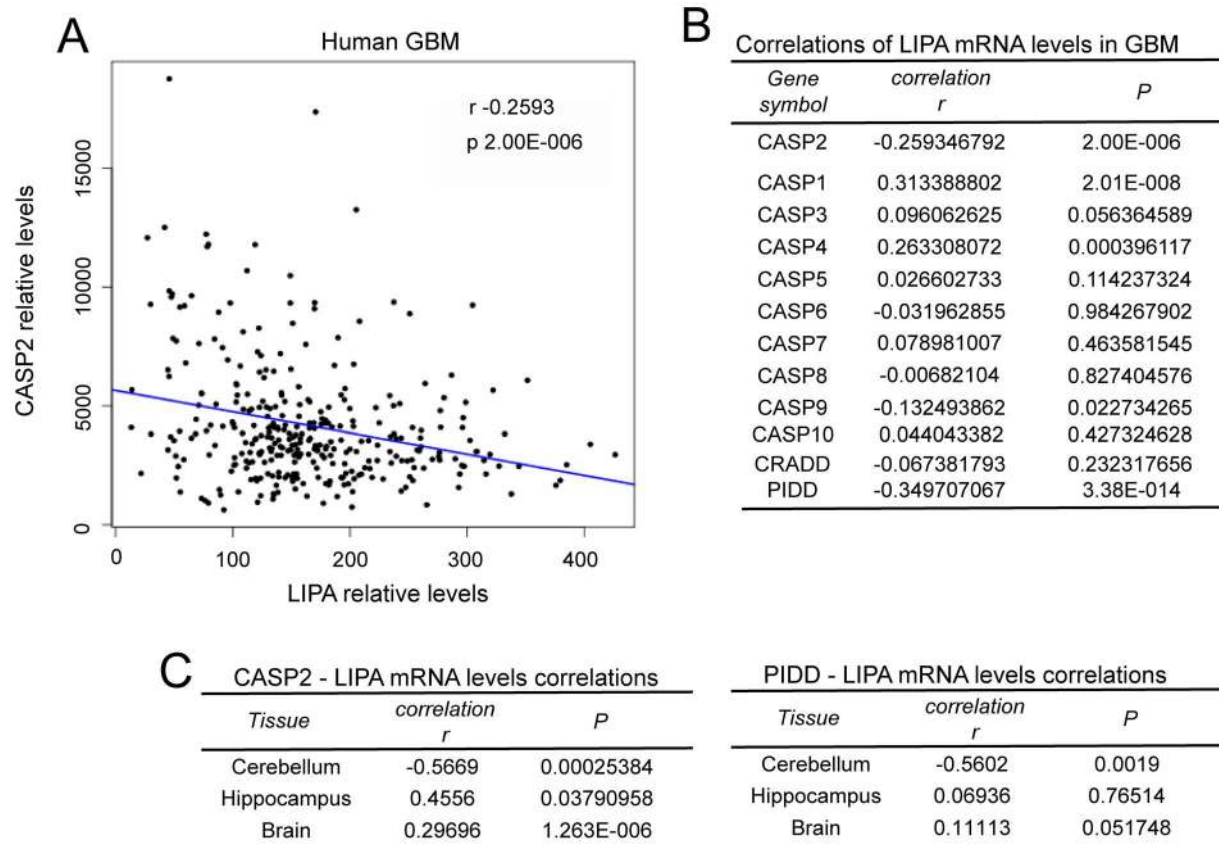 A
Human GBM
r -0.2593
p 2.00E-006
CASP2 relative levels
15000
10000
5000
0
0 100 200 300 400
LIPA relative levels
B
Correlations of LIPA mRNA levels in GBM
Gene symbol correlation r P
CASP2 -0.259346792 2.00E-006
CASP1 0.313388802 2.01E-008
CASP3 0.096062625 0.056364589
CASP4 0.263308072 0.000396117
CASP5 0.026602733 0.114237324
CASP6 -0.031962855 0.984267902
CASP7 0.078981007 0.463581545
CASP8 -0.00682104 0.827404576
CASP9 -0.132493862 0.022734265
CASP10 0.044043382 0.427324628
CRADD -0.067381793 0.232317656
PIDD -0.349707067 3.38E-014
C
CASP2 - LIPA mRNA levels correlations
Tissue correlation r P
Cerebellum -0.5669 0.00025384
Hippocampus 0.4556 0.03790958
Brain 0.29696 1.263E-006
PIDD - LIPA mRNA levels correlations
Tissue correlation r P
Cerebellum -0.5602 0.0019
Hippocampus 0.06936 0.76514
Brain 0.11113 0.051748